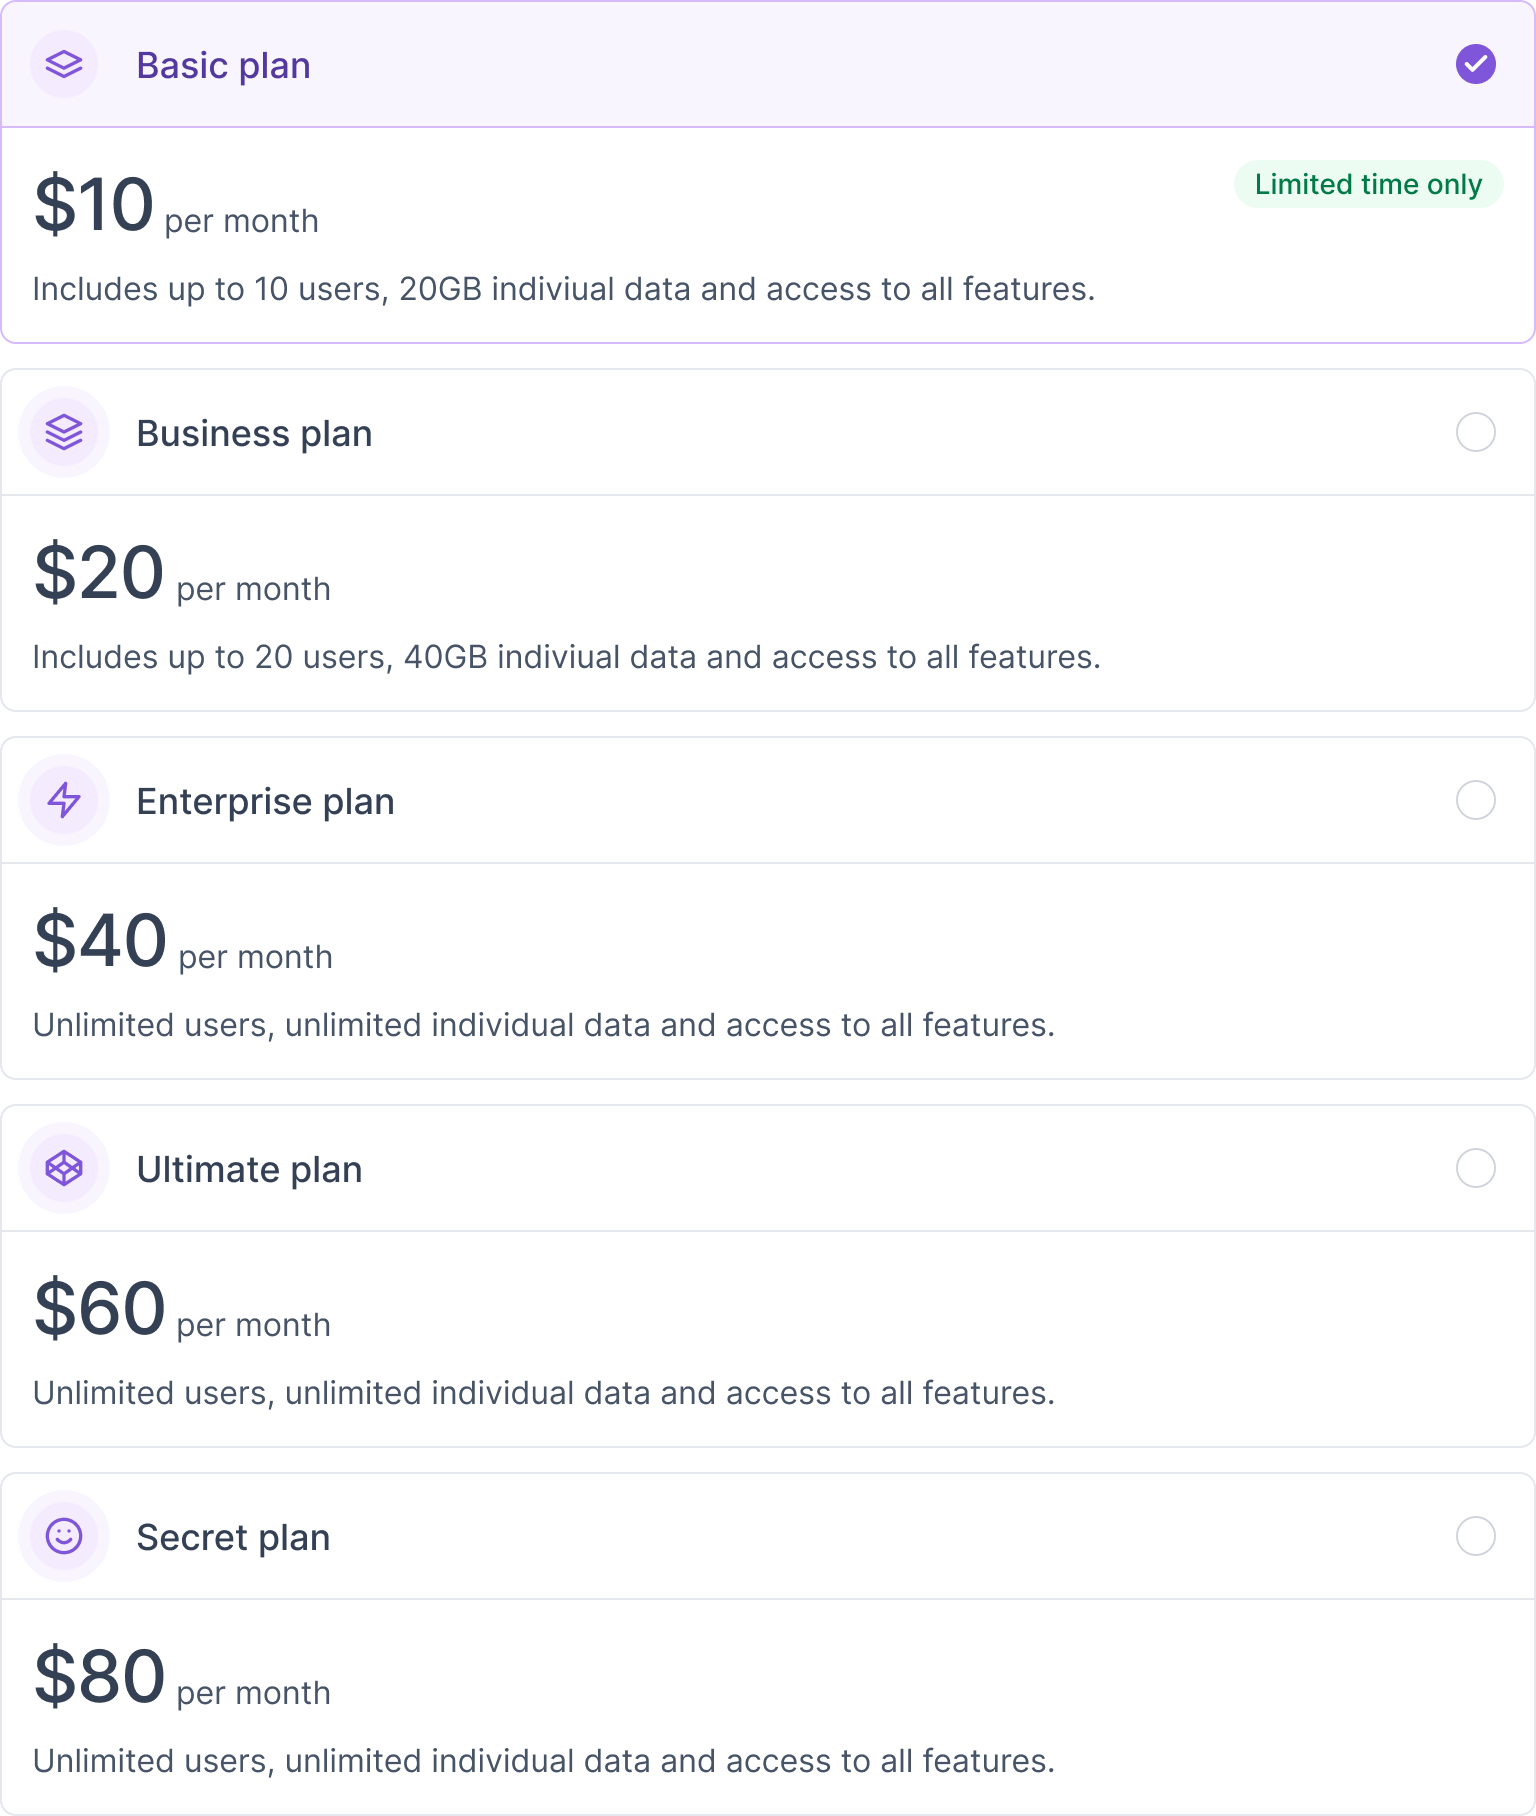 Basic plan
$10 per month
Limited time only
Includes up to 10 users, 20GB indiviual data and access to all features.
Business plan
$20 per month
Includes up to 20 users, 40GB indiviual data and access to all features.
Enterprise plan
$40 per month
Unlimited users, unlimited individual data and access to all features.
Ultimate plan
$60 per month
Unlimited users, unlimited individual data and access to all features.
Secret plan
$80 per month
Unlimited users, unlimited individual data and access to all features.